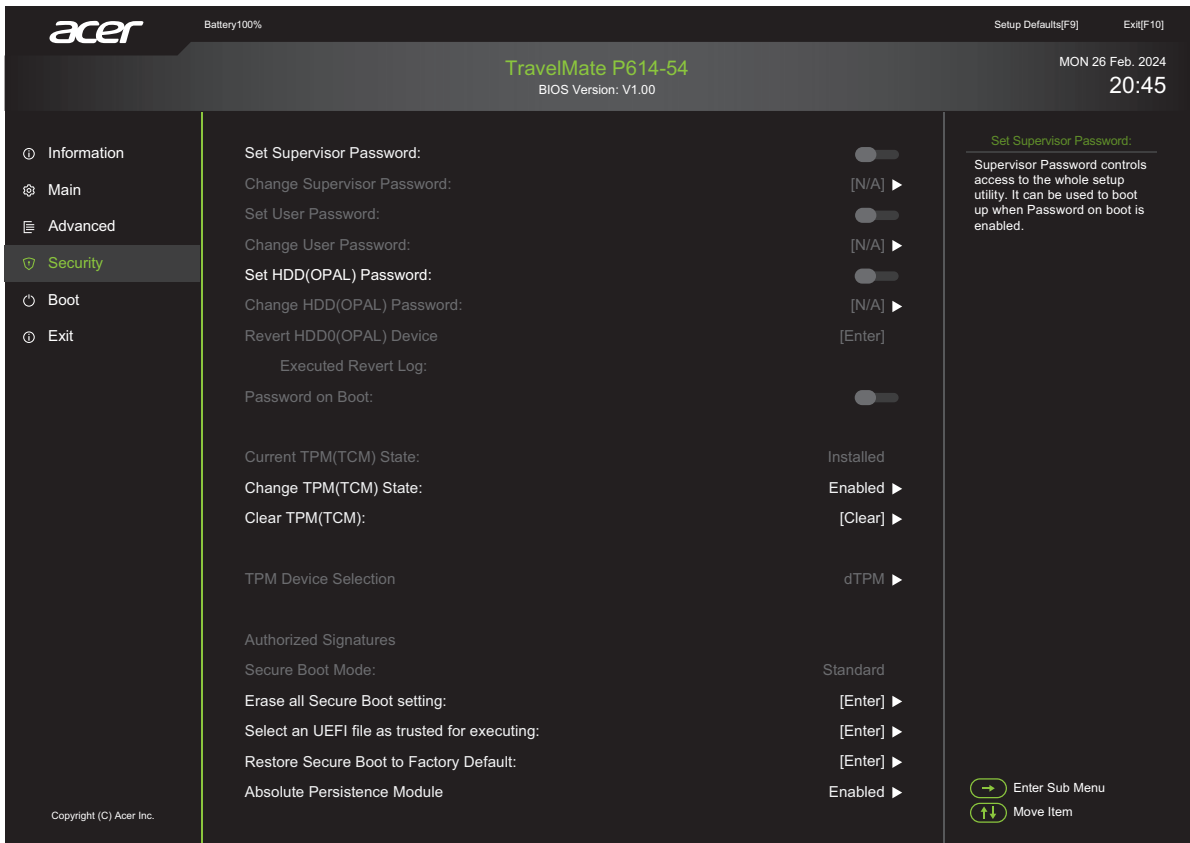 acer
Battery100%
Setup Defaults[F9] Exit[F10]
TravelMate P614-54
BIOS Version: V1.00
MON 26 Feb. 2024
20:45
Information
Main
Advanced
Security
Boot
Exit
Set Supervisor Password:
Change Supervisor Password: [N/A]
Set User Password:
Change User Password: [N/A]
Set HDD(OPAL) Password:
Change HDD(OPAL) Password: [N/A]
Revert HDD0(OPAL) Device [Enter]
Executed Revert Log:
Password on Boot:
Current TPM(TCM) State: Installed
Change TPM(TCM) State: Enabled
Clear TPM(TCM): [Clear]
TPM Device Selection dTPM
Authorized Signatures
Secure Boot Mode: Standard
Erase all Secure Boot setting: [Enter]
Select an UEFI file as trusted for executing: [Enter]
Restore Secure Boot to Factory Default: [Enter]
Absolute Persistence Module Enabled
Set Supervisor Password:
Supervisor Password controls
access to the whole setup
utility. It can be used to boot
up when Password on boot is
enabled.
Enter Sub Menu
Move Item
Copyright (C) Acer Inc.